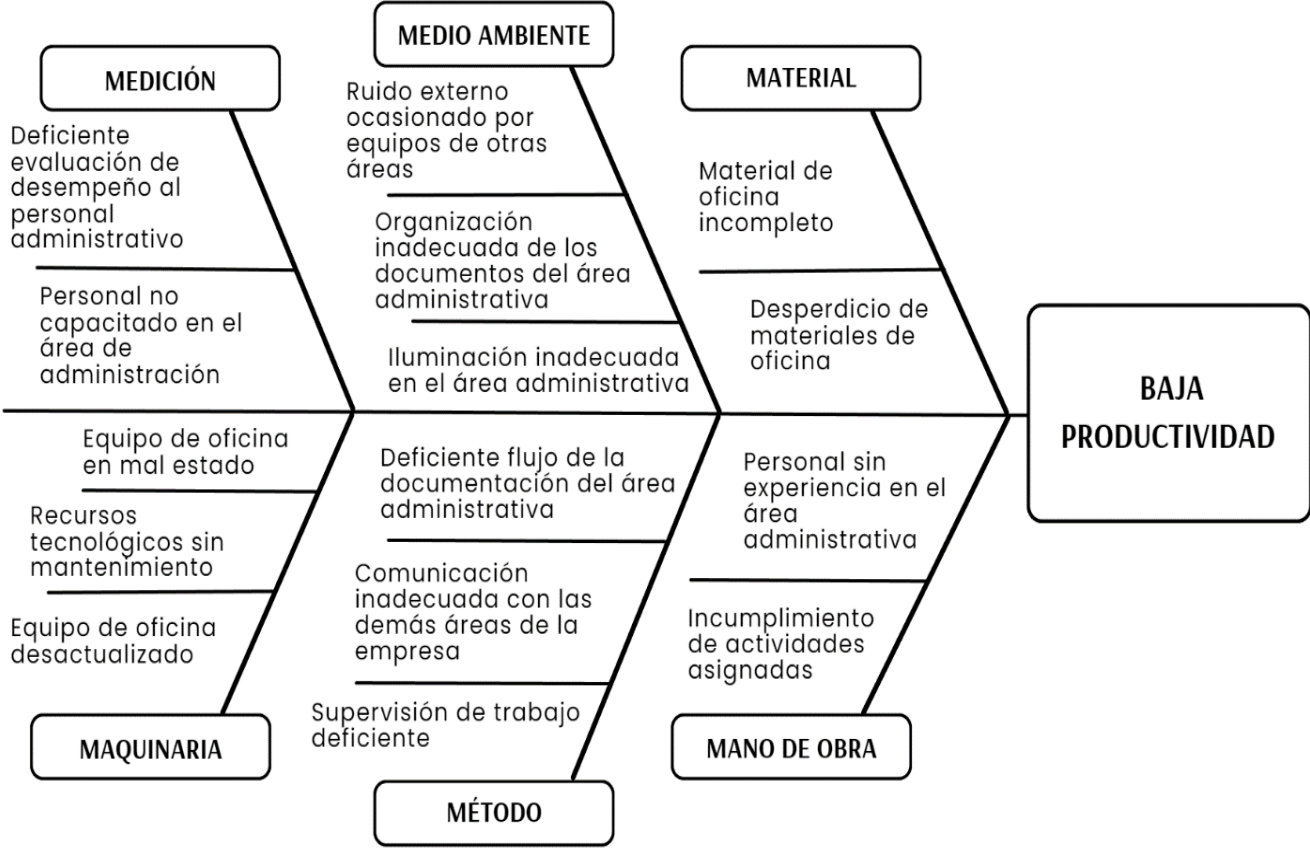 MEDICIÓN
Deficiente
evaluación de
desempeño al
personal
administrativo
Personal no
capacitado en el
área de
administración
MEDIO AMBIENTE
Ruido externo
ocasionado por
equipos de otras
áreas
Organización
inadecuada de los
documentos del área
administrativa
Iluminación inadecuada
en el área administrativa
MATERIAL
Material de
oficina
incompleto
Desperdicio de
materiales de
oficina
BAJA
PRODUCTIVIDAD
Equipo de oficina
en mal estado
Recursos
tecnológicos sin
mantenimiento
Equipo de oficina
desactualizado
MAQUINARIA
Deficiente flujo de la
documentación del área
administrativa
Comunicación
inadecuada con las
demás áreas de la
empresa
Supervisión de trabajo
deficiente
MÉTODO
Personal sin
experiencia en el
área
administrativa
Incumplimiento
de actividades
asignadas
MANO DE OBRA